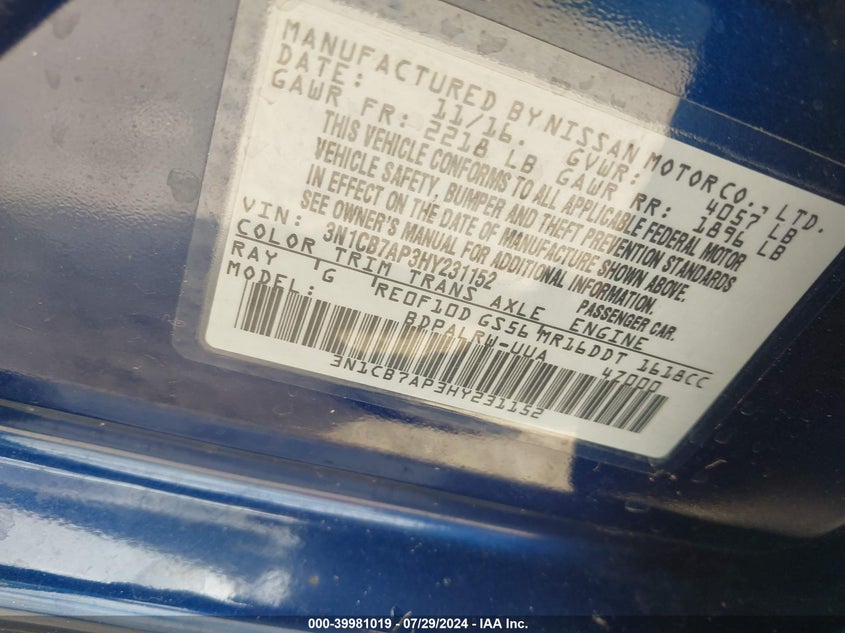 MANUFACTURED BY NISSAN MOTOR CO., LTD.
DATE: 11/16. GVWR: 4057 LB
GAWR FR: 2218 LB GAWR RR: 1896 LB
THIS VEHICLE CONFORMS TO ALL APPLICABLE FEDERAL MOTOR
VEHICLE SAFETY, BUMPER AND THEFT PREVENTION STANDARDS
IN EFFECT ON THE DATE OF MANUFACTURE SHOWN ABOVE.
SEE OWNER'S MANUAL FOR ADDITIONAL INFORMATION.
VIN: 3N1CB7AP3HY231152 PASSENGER CAR.
COLOR TRIM TRANS AXLE ENGINE
RAY G RE0F10D GS56 MR16DDT 1618CC
MODEL: BDPALRW-UUA 47000
3N1CB7AP3HY231152
000-39981019 - 07/29/2024 - IAA Inc.